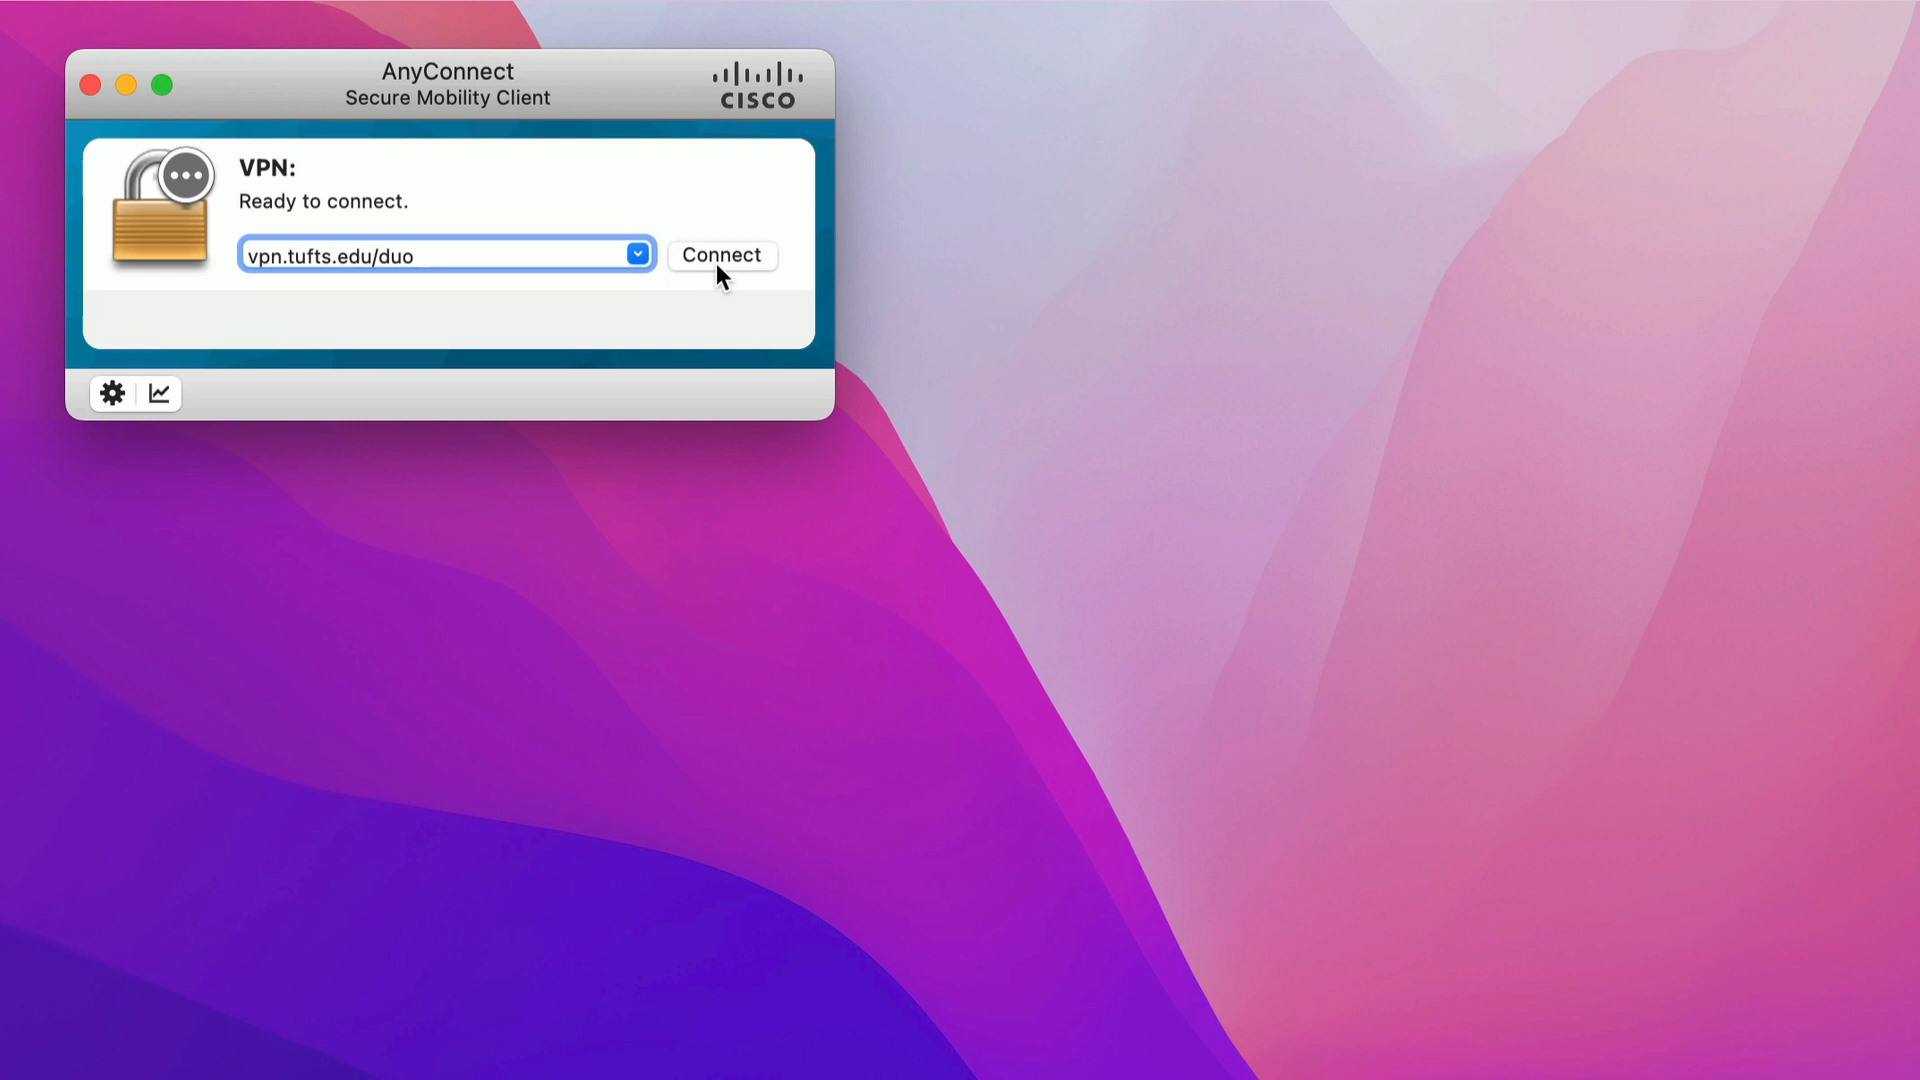 AnyConnect
Secure Mobility Client
CISCO
VPN:
Ready to connect.
vpn.tufts.edu/duo
Connect